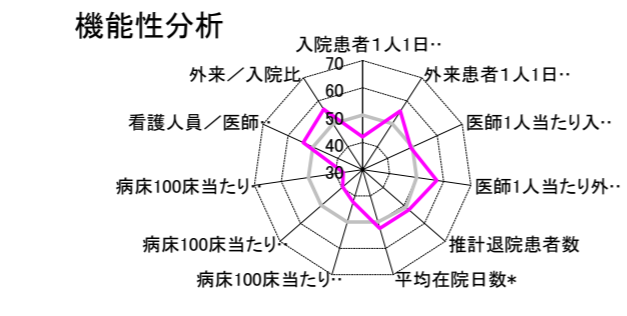 機能性分析
入院患者１人１日‥
外来患者１人１日‥
医師1人当たり入‥
医師1人当たり外‥
推計退院患者数
平均在院日数*
病床100床当たり‥
病床100床当たり‥
病床100床当たり‥
看護人員／医師‥
外来／入院比
70
60
50
40
30